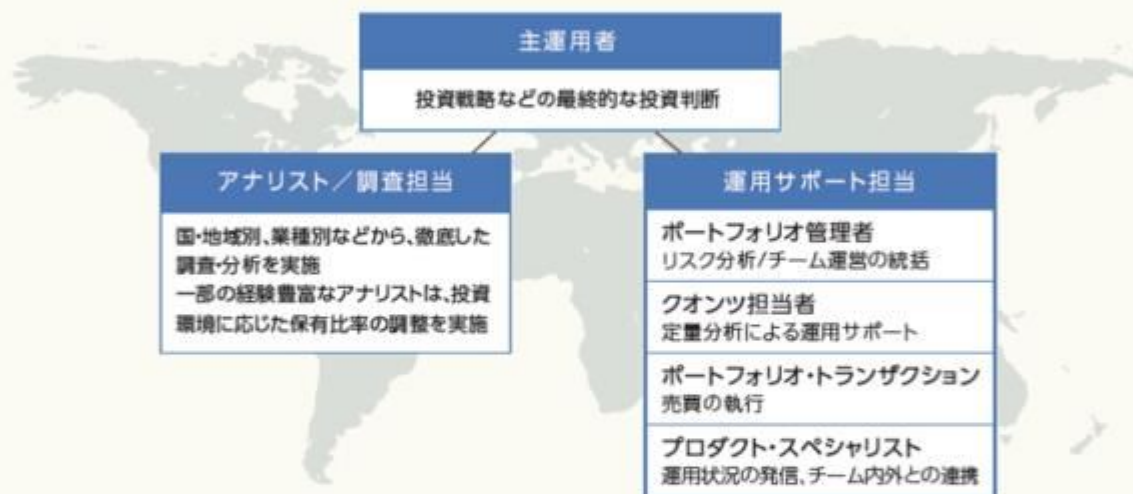 主運用者
投資戦略などの最終的な投資判断
アナリスト／調査担当
国・地域別、業種別などから、徹底した
調査・分析を実施
一部の経験豊富なアナリストは、投資
環境に応じた保有比率の調整を実施
運用サポート担当
ポートフォリオ管理者
リスク分析/チーム運営の統括
クオンツ担当者
定量分析による運用サポート
ポートフォリオ・トランザクション
売買の執行
プロダクト・スペシャリスト
運用状況の発信、チーム内外との連携